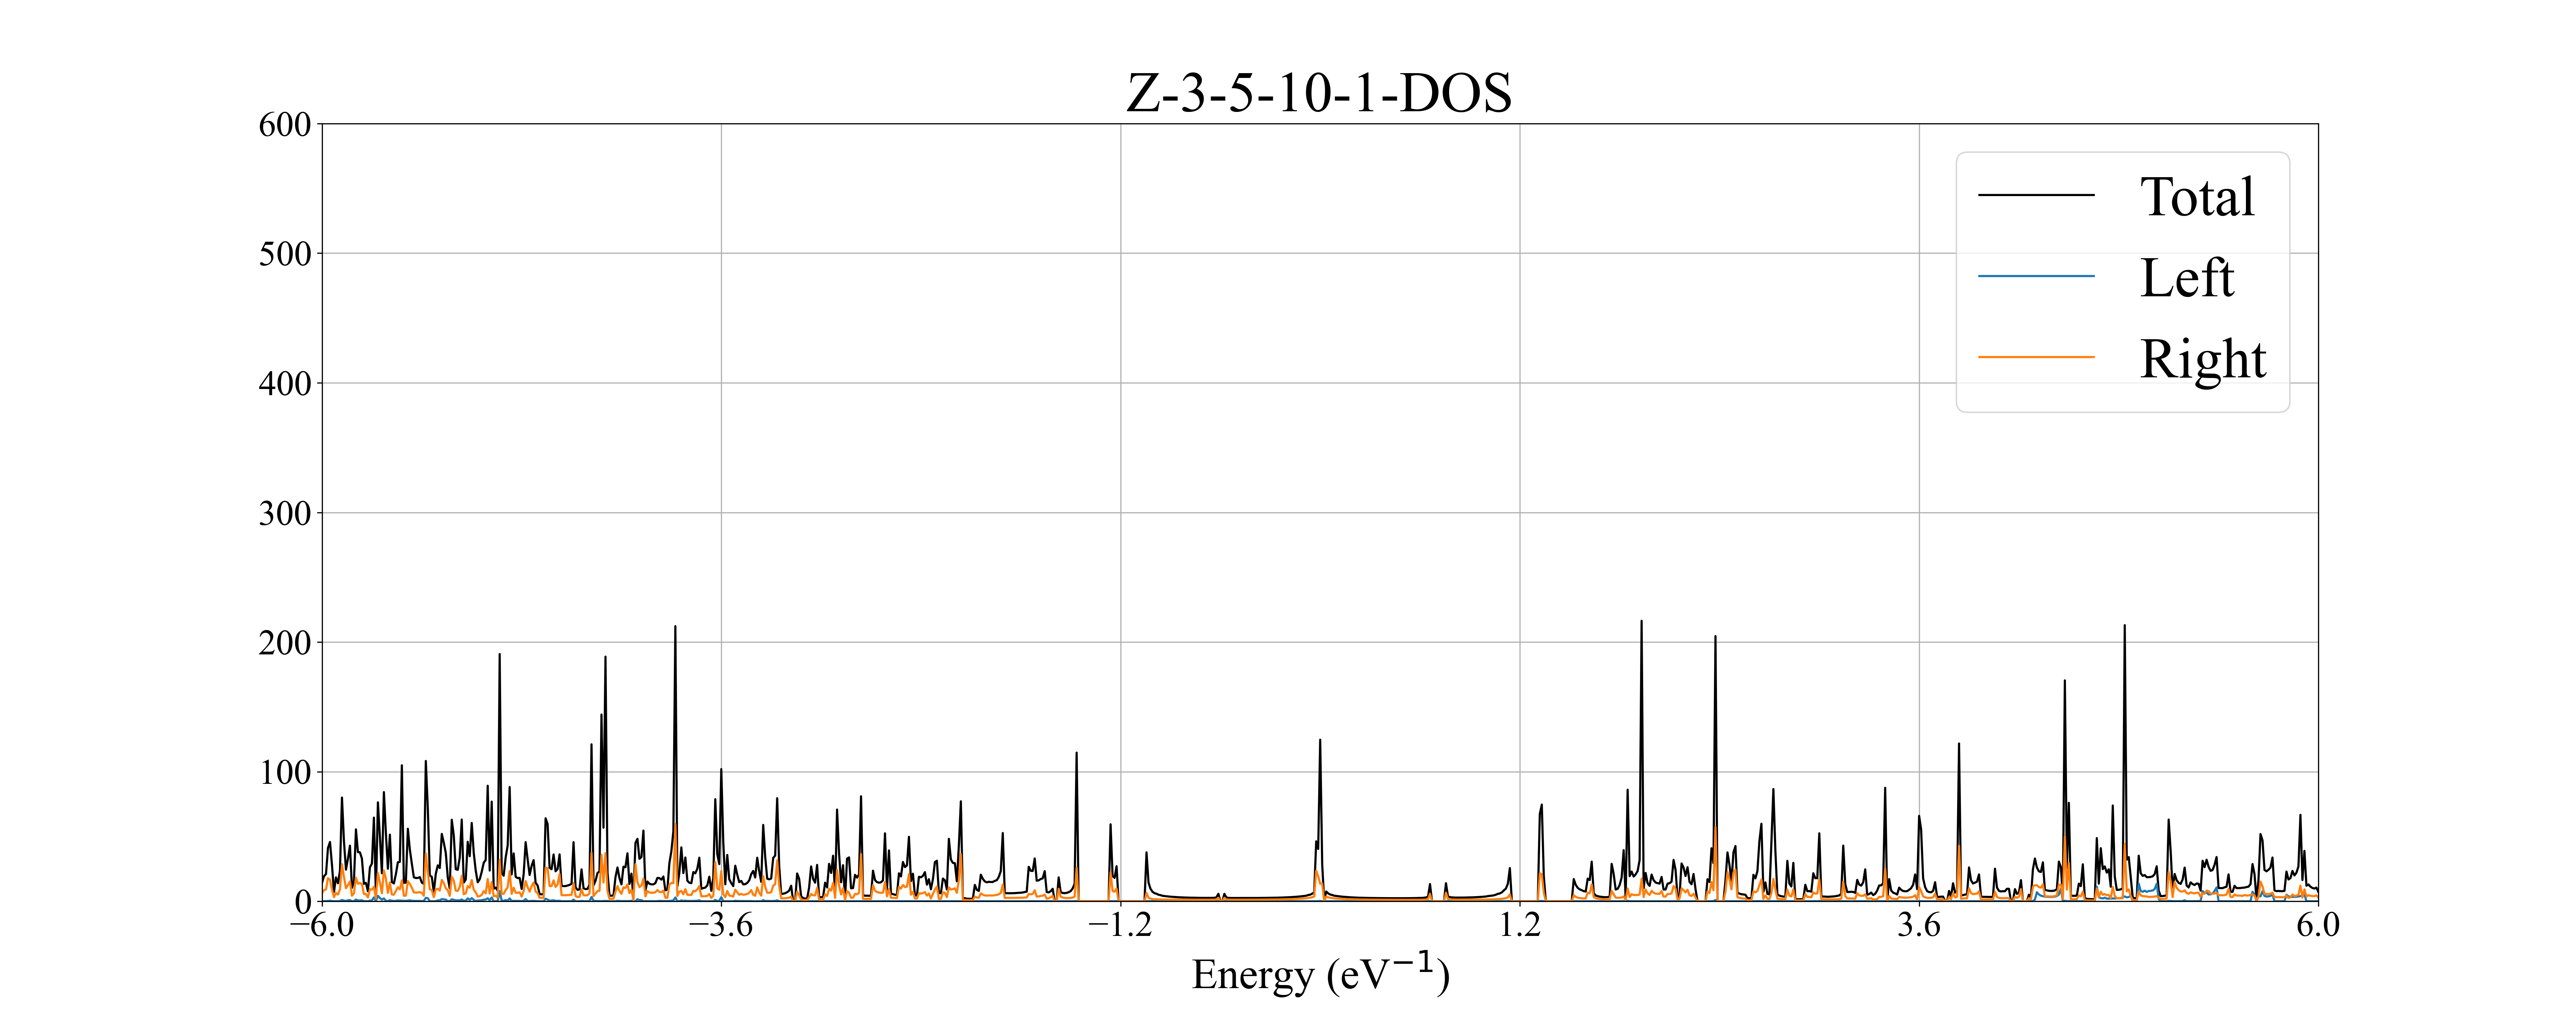 Z-3-5-10-1-DOS
600
500
400
300
200
100
0
Total
Left
Right
−6.0 −3.6 −1.2 1.2 3.6 6.0
Energy (eV⁻¹)